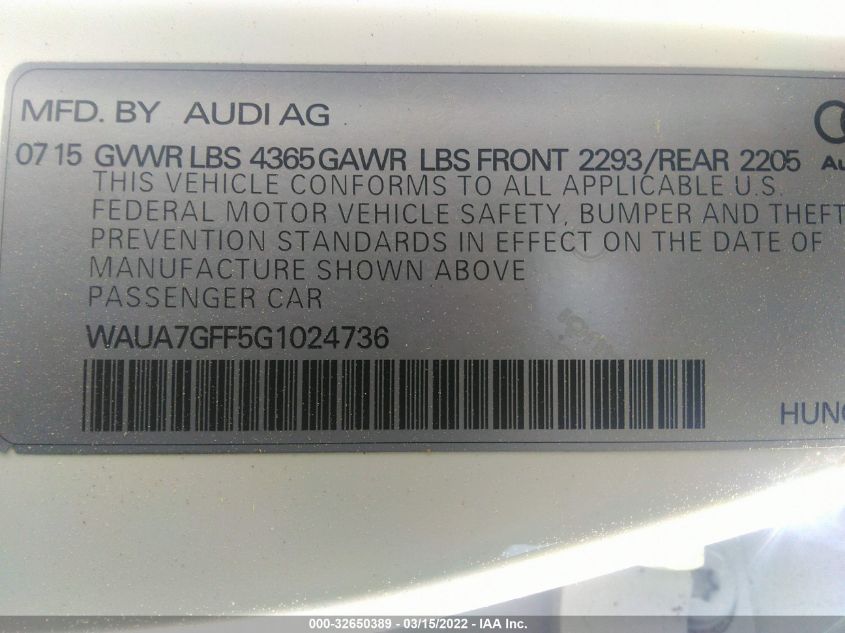 MFD. BY AUDI AG
07 15 GVWR LBS 4365 GAWR LBS FRONT 2293/REAR 2205
THIS VEHICLE CONFORMS TO ALL APPLICABLE U.S.
FEDERAL MOTOR VEHICLE SAFETY, BUMPER AND THEFT
PREVENTION STANDARDS IN EFFECT ON THE DATE OF
MANUFACTURE SHOWN ABOVE
PASSENGER CAR
WAUA7GFF5G1024736
000-32650389 - 03/15/2022 - IAA Inc.